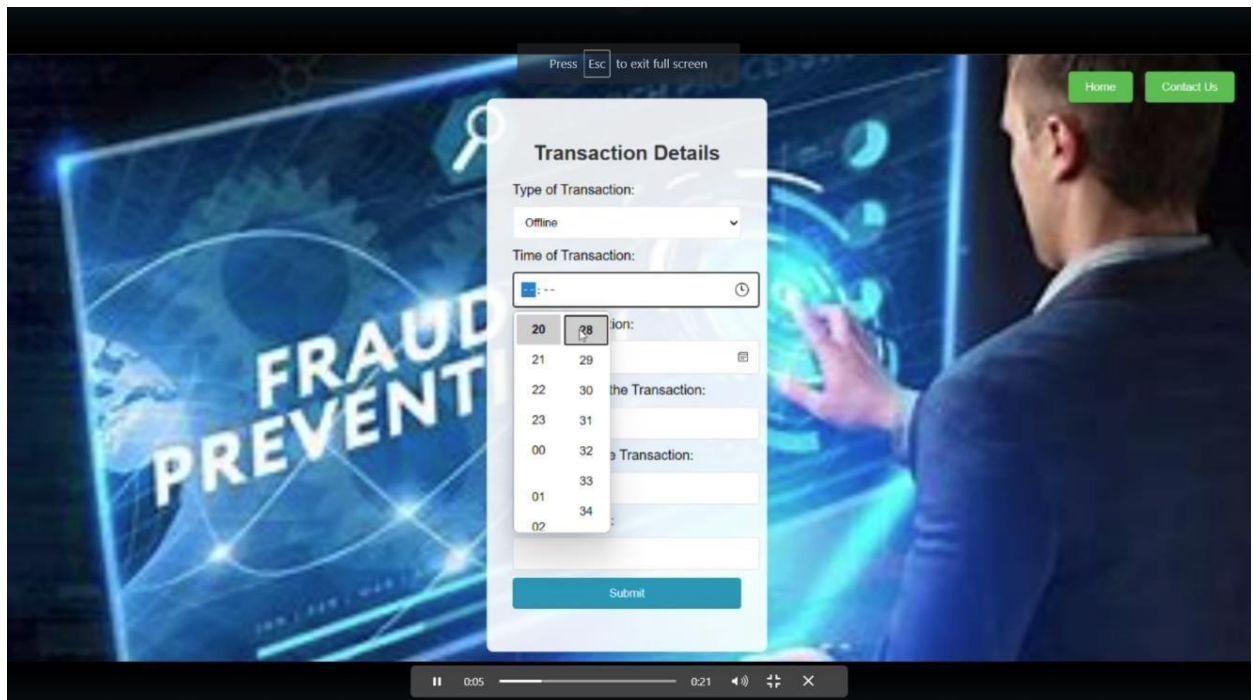 Press Esc to exit full screen
Home
Contact Us
Transaction Details
Type of Transaction:
Offline
Time of Transaction:
--:--
20 28
ion:
21 29
22 30
the Transaction:
23 31
00 32
e Transaction:
33
01
34
02
:
Submit
FRAUD
PREVENTI
0:05
0:21